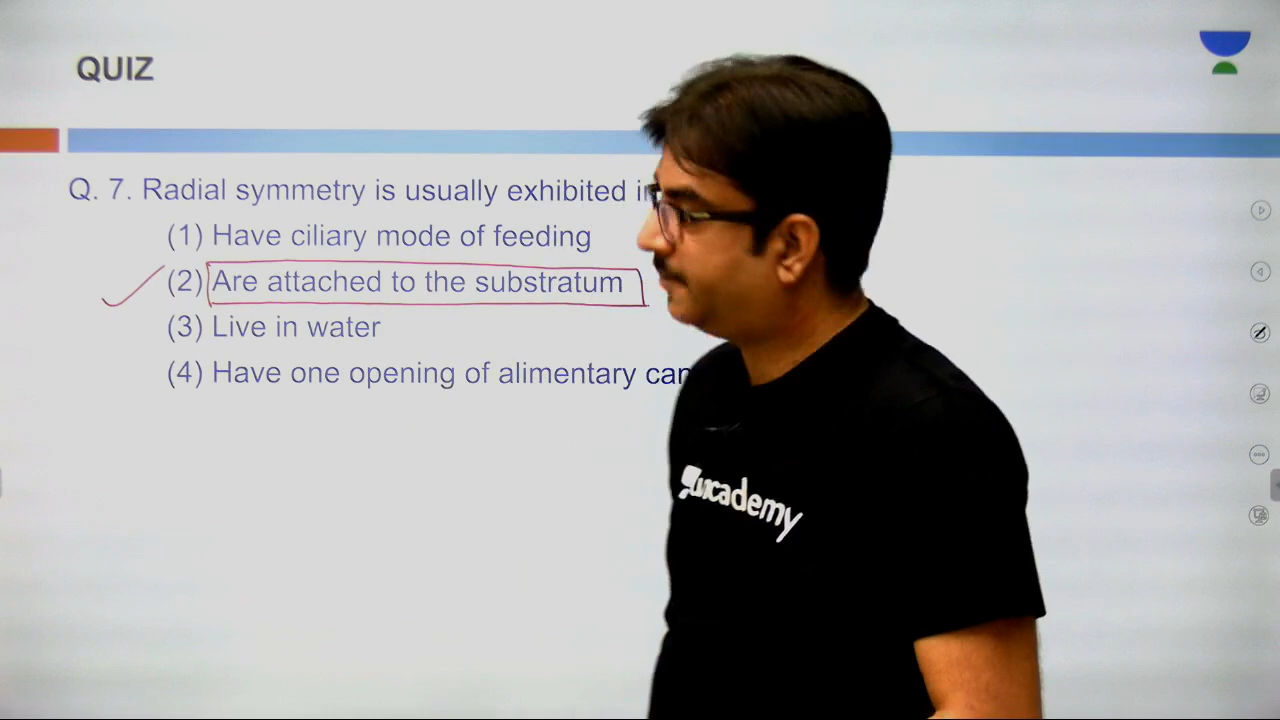 QUIZ
Q. 7. Radial symmetry is usually exhibited in
(1) Have ciliary mode of feeding
(2) Are attached to the substratum
(3) Live in water
(4) Have one opening of alimentary
unacademy